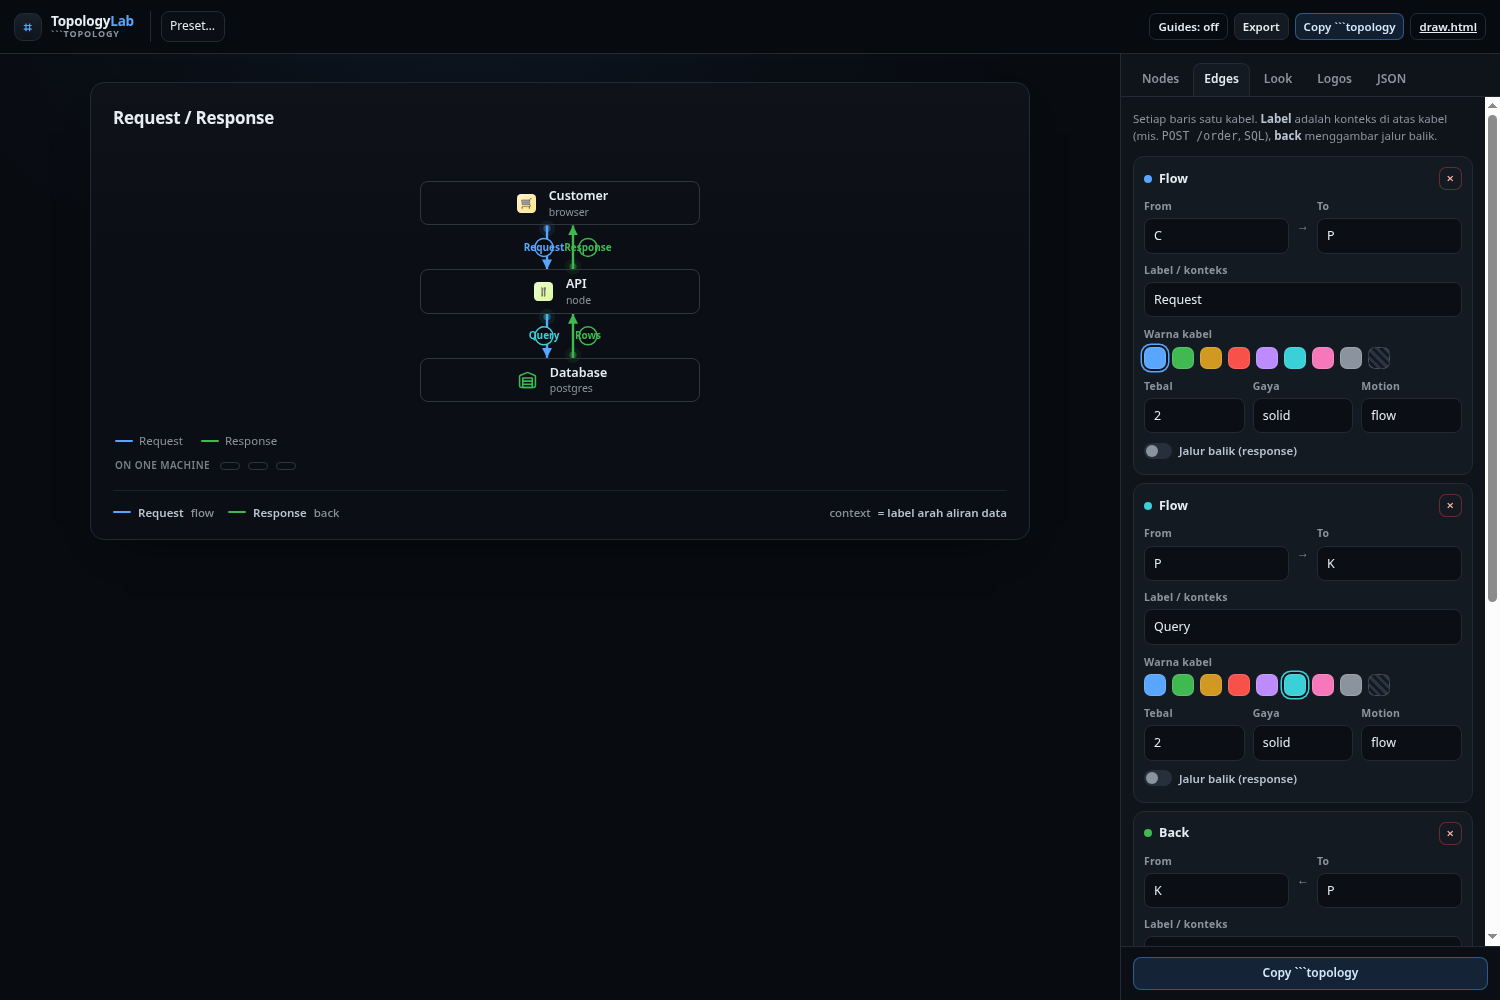 TopologyLab
```TOPOLOGY
Preset...
Guides: off
Export
Copy ```topology
draw.html
Request / Response
Customer
browser
Request
Response
API
node
Query
Rows
Database
postgres
Request
Response
ON ONE MACHINE
Request flow
Response back
context = label arah aliran data
Nodes
Edges
Look
Logos
JSON
Setiap baris satu kabel. Label adalah konteks di atas kabel
(mis. POST /order, SQL), back menggambar jalur balik.
Flow
×
From
To
C
→
P
Label / konteks
Request
Warna kabel
Tebal
Gaya
Motion
2
solid
flow
Jalur balik (response)
Flow
×
From
To
P
→
K
Label / konteks
Query
Warna kabel
Tebal
Gaya
Motion
2
solid
flow
Jalur balik (response)
Back
×
From
To
K
←
P
Label / konteks
Copy ```topology